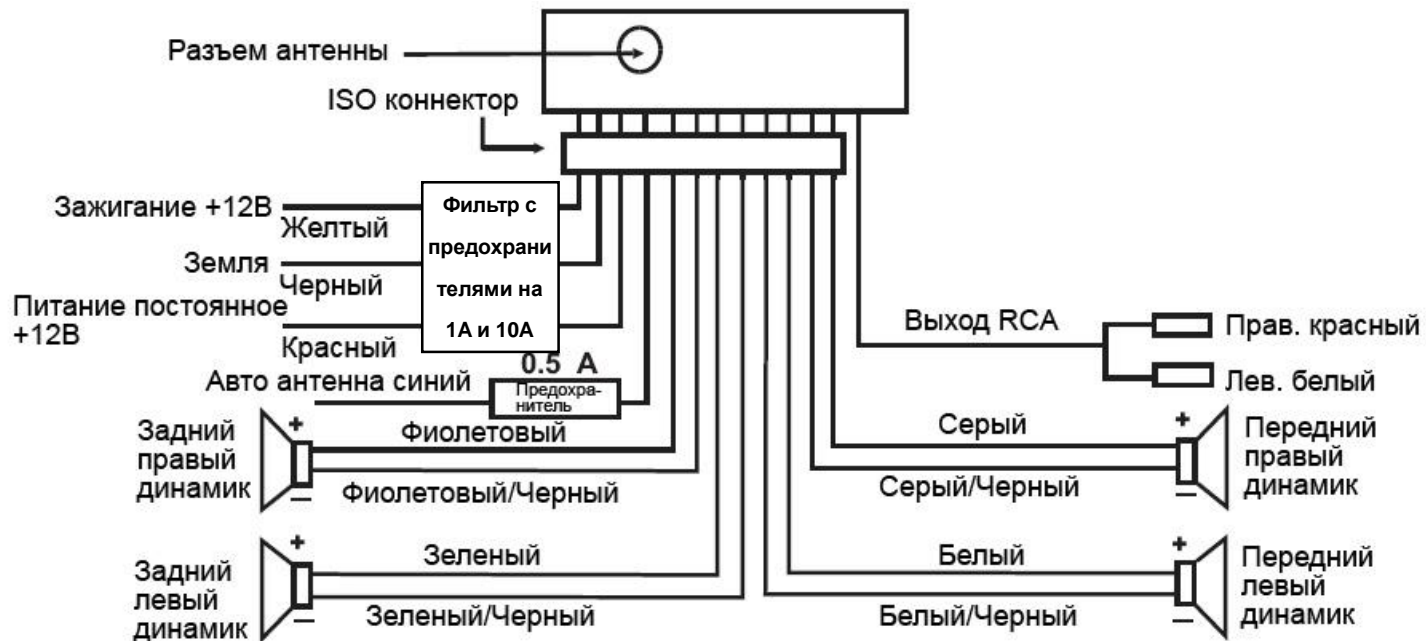 Разъем антенны
ISO коннектор
Зажигание +12В
Желтый
Земля
Черный
Питание постоянное
+12В
Красный
Фильтр с
предохрани
телями на
1А и 10А
0.5 А
Авто антенна синий
Предохра-
нитель
Выход RCA
Прав. красный
Лев. белый
Задний
правый
динамик
+
Фиолетовый
–
Фиолетовый/Черный
Серый
+
Серый/Черный
–
Передний
правый
динамик
Задний
левый
динамик
+
Зеленый
–
Зеленый/Черный
Белый
+
Белый/Черный
–
Передний
левый
динамик